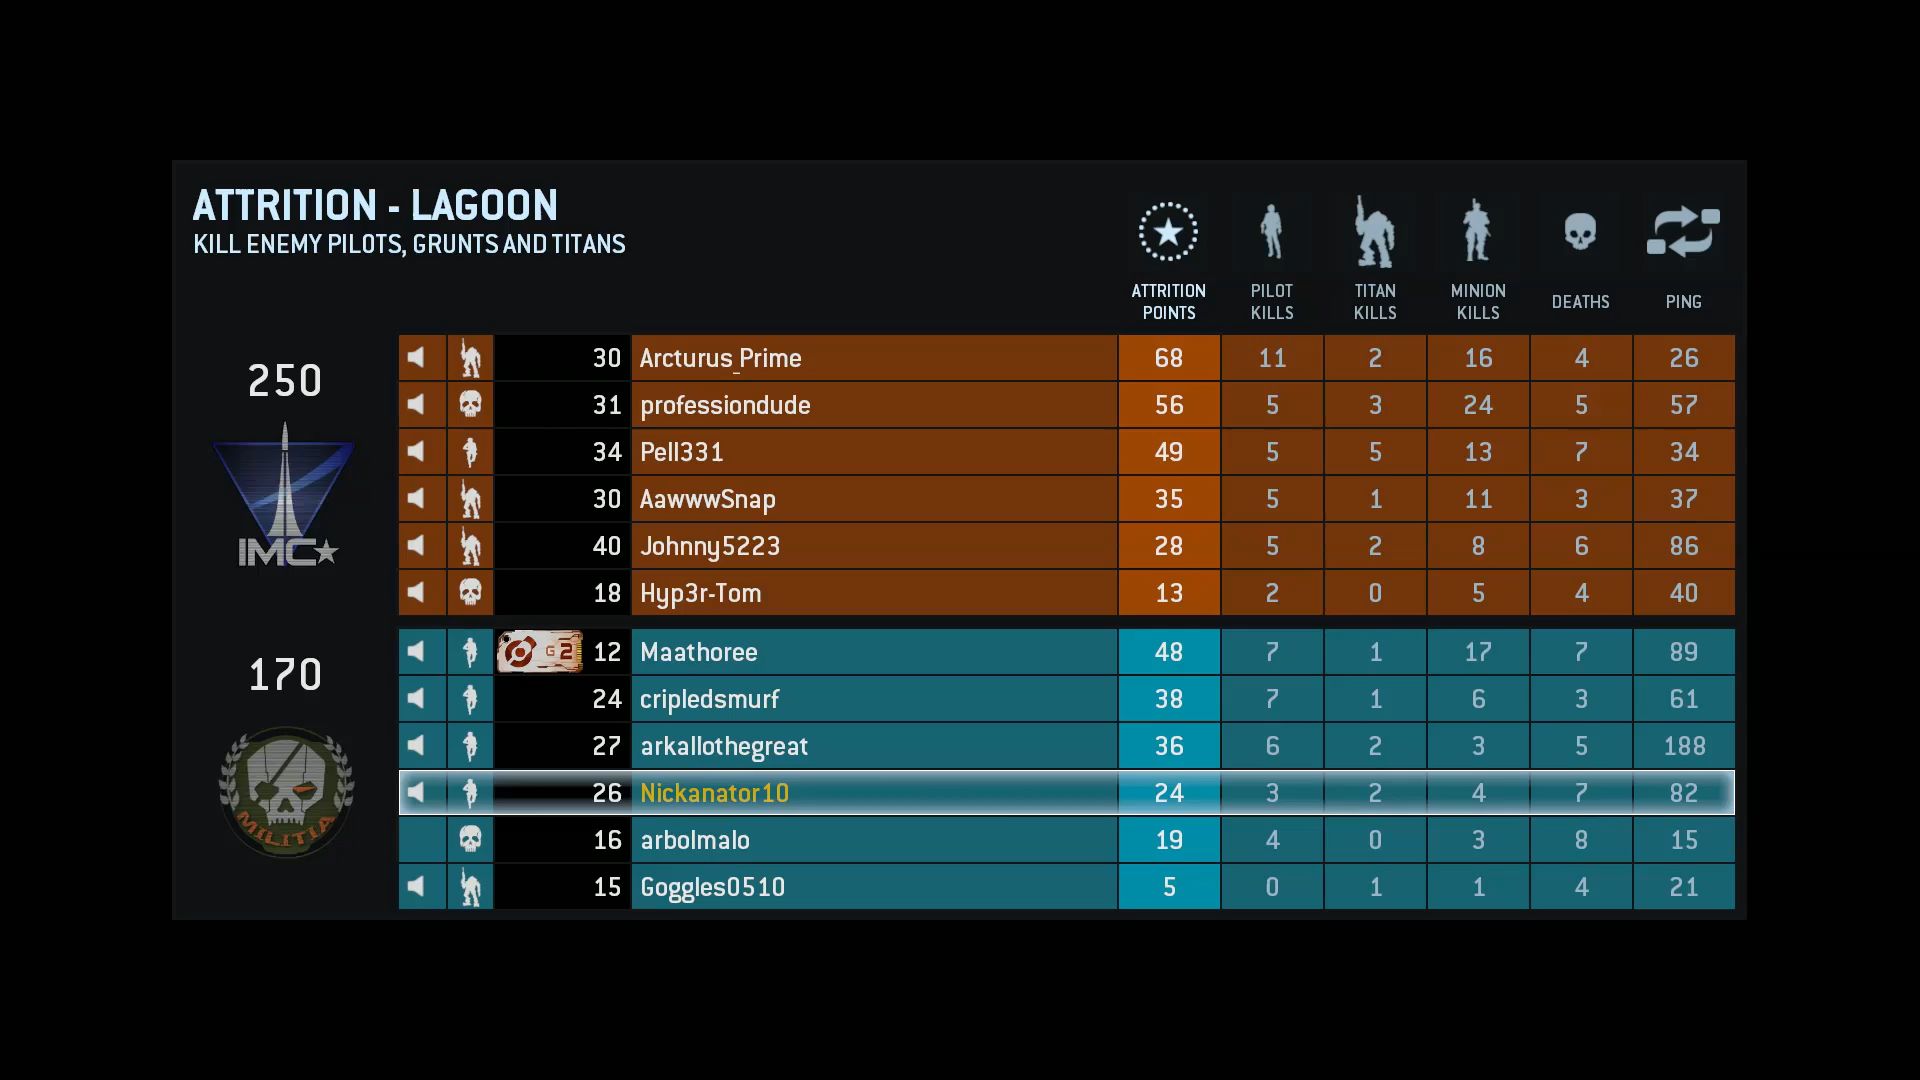 ATTRITION - LAGOON
KILL ENEMY PILOTS, GRUNTS AND TITANS
ATTRITION POINTS
PILOT KILLS
TITAN KILLS
MINION KILLS
DEATHS
PING
250
IMC
30 Arcturus_Prime 68 11 2 16 4 26
31 professiondude 56 5 3 24 5 57
34 Pell331 49 5 5 13 7 34
30 AawwwSnap 35 5 1 11 3 37
40 Johnny5223 28 5 2 8 6 86
18 Hyp3r-Tom 13 2 0 5 4 40
170
MILITIA
G2 12 Maathoree 48 7 1 17 7 89
24 cripledsmurf 38 7 1 6 3 61
27 arkallothegreat 36 6 2 3 5 188
26 Nickanator10 24 3 2 4 7 82
16 arbolmalo 19 4 0 3 8 15
15 Goggles0510 5 0 1 1 4 21